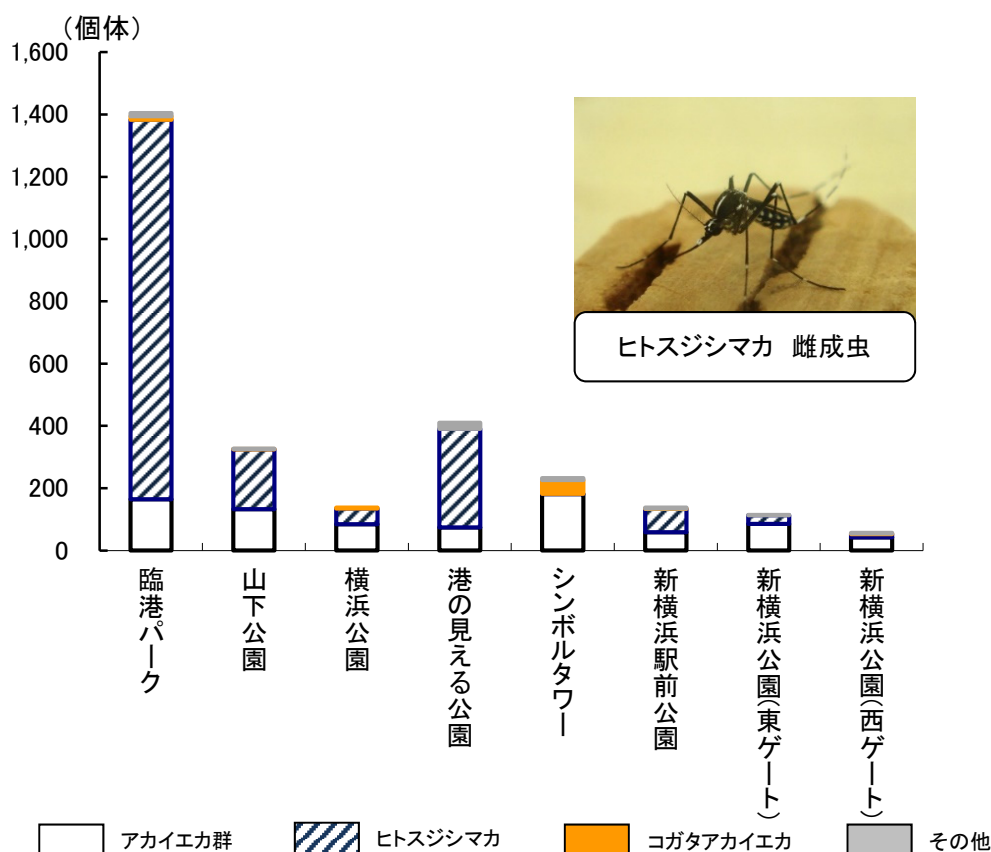 （個体）
1,600
1,400
1,200
1,000
800
600
400
200
0
ヒトスジシマカ　雌成虫
臨港パーク
山下公園
横浜公園
港の見える公園
シンボルタワー
新横浜駅前公園
新横浜公園（東ゲート）
新横浜公園（西ゲート）
アカイエカ群
ヒトスジシマカ
コガタアカイエカ
その他